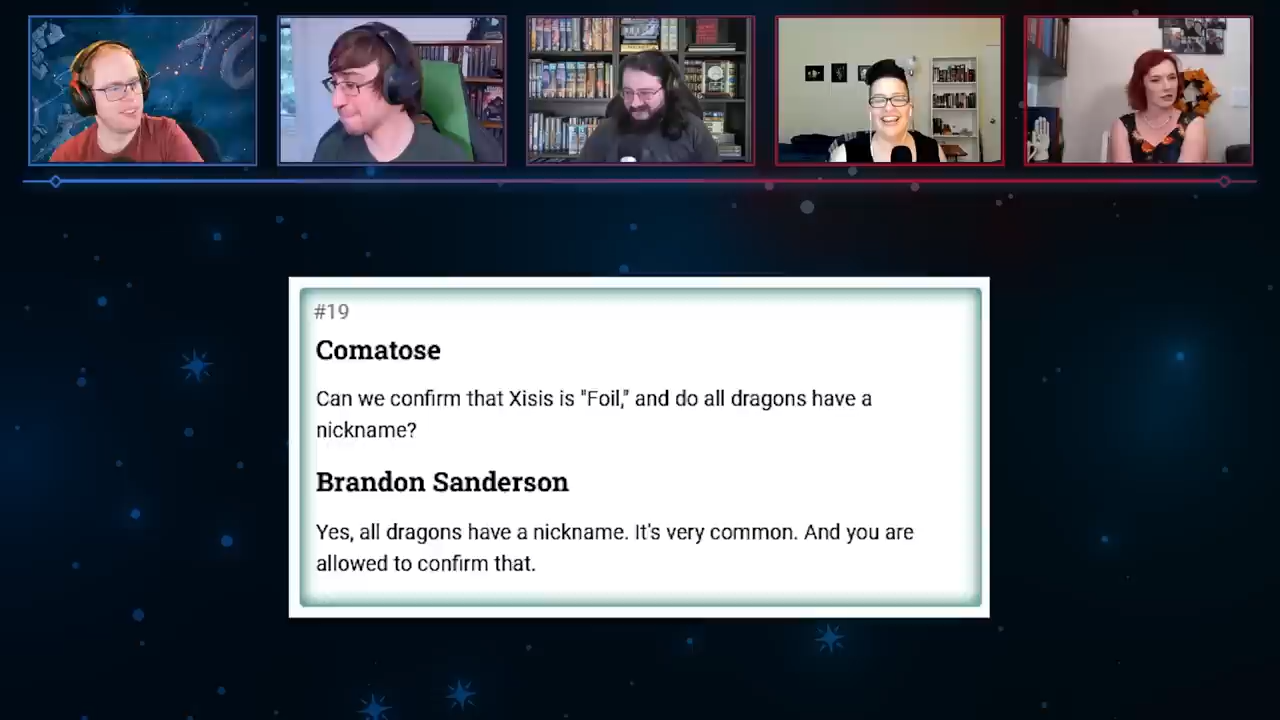 #19
Comatose
Can we confirm that Xisis is "Foil," and do all dragons have a
nickname?
Brandon Sanderson
Yes, all dragons have a nickname. It's very common. And you are
allowed to confirm that.